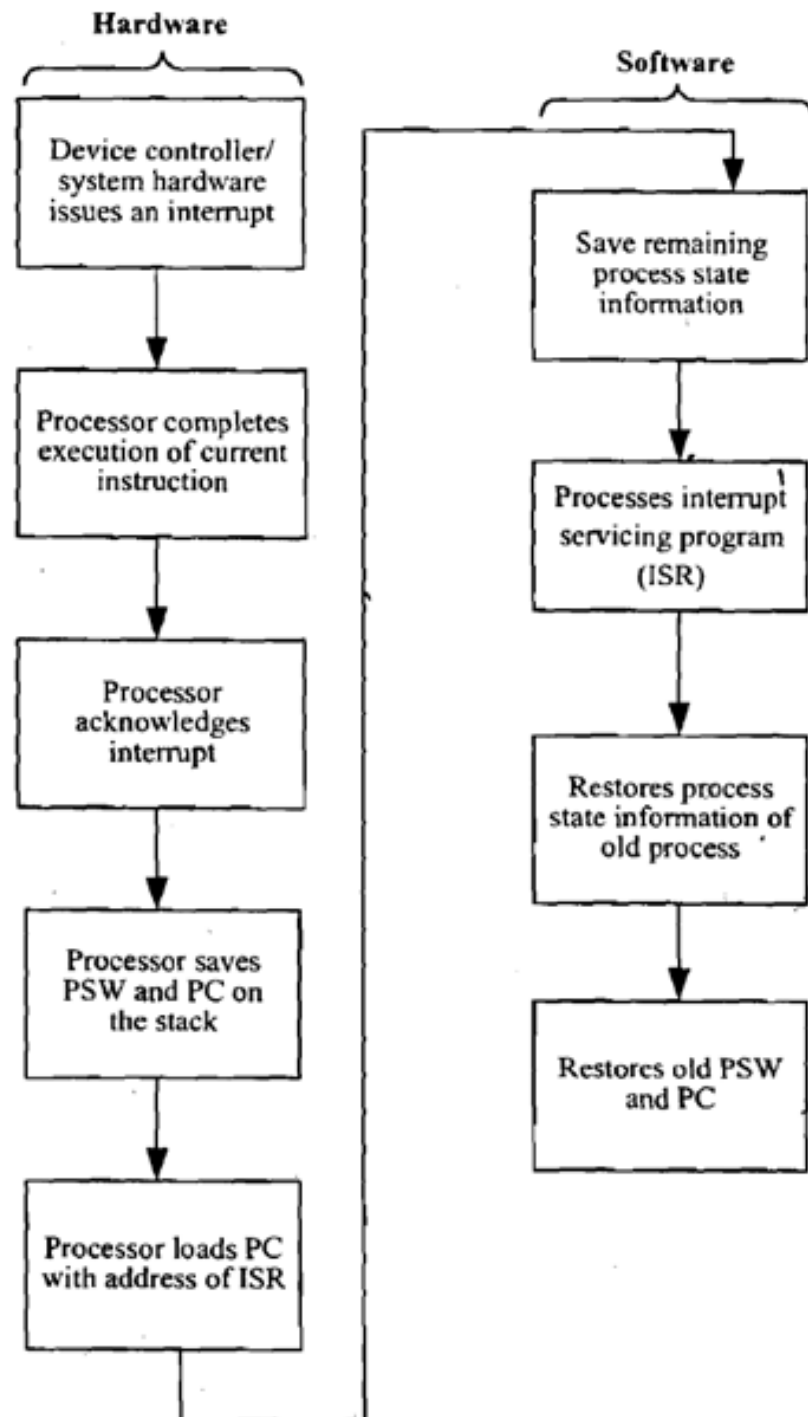 Hardware
Device controller/
system hardware
issues an interrupt
Processor completes
execution of current
instruction
Processor
acknowledges
interrupt
Processor saves
PSW and PC on
the stack
Processor loads PC
with address of ISR
Software
Save remaining
process state
information
Processes interrupt
servicing program
(ISR)
Restores process
state information of
old process
Restores old PSW
and PC